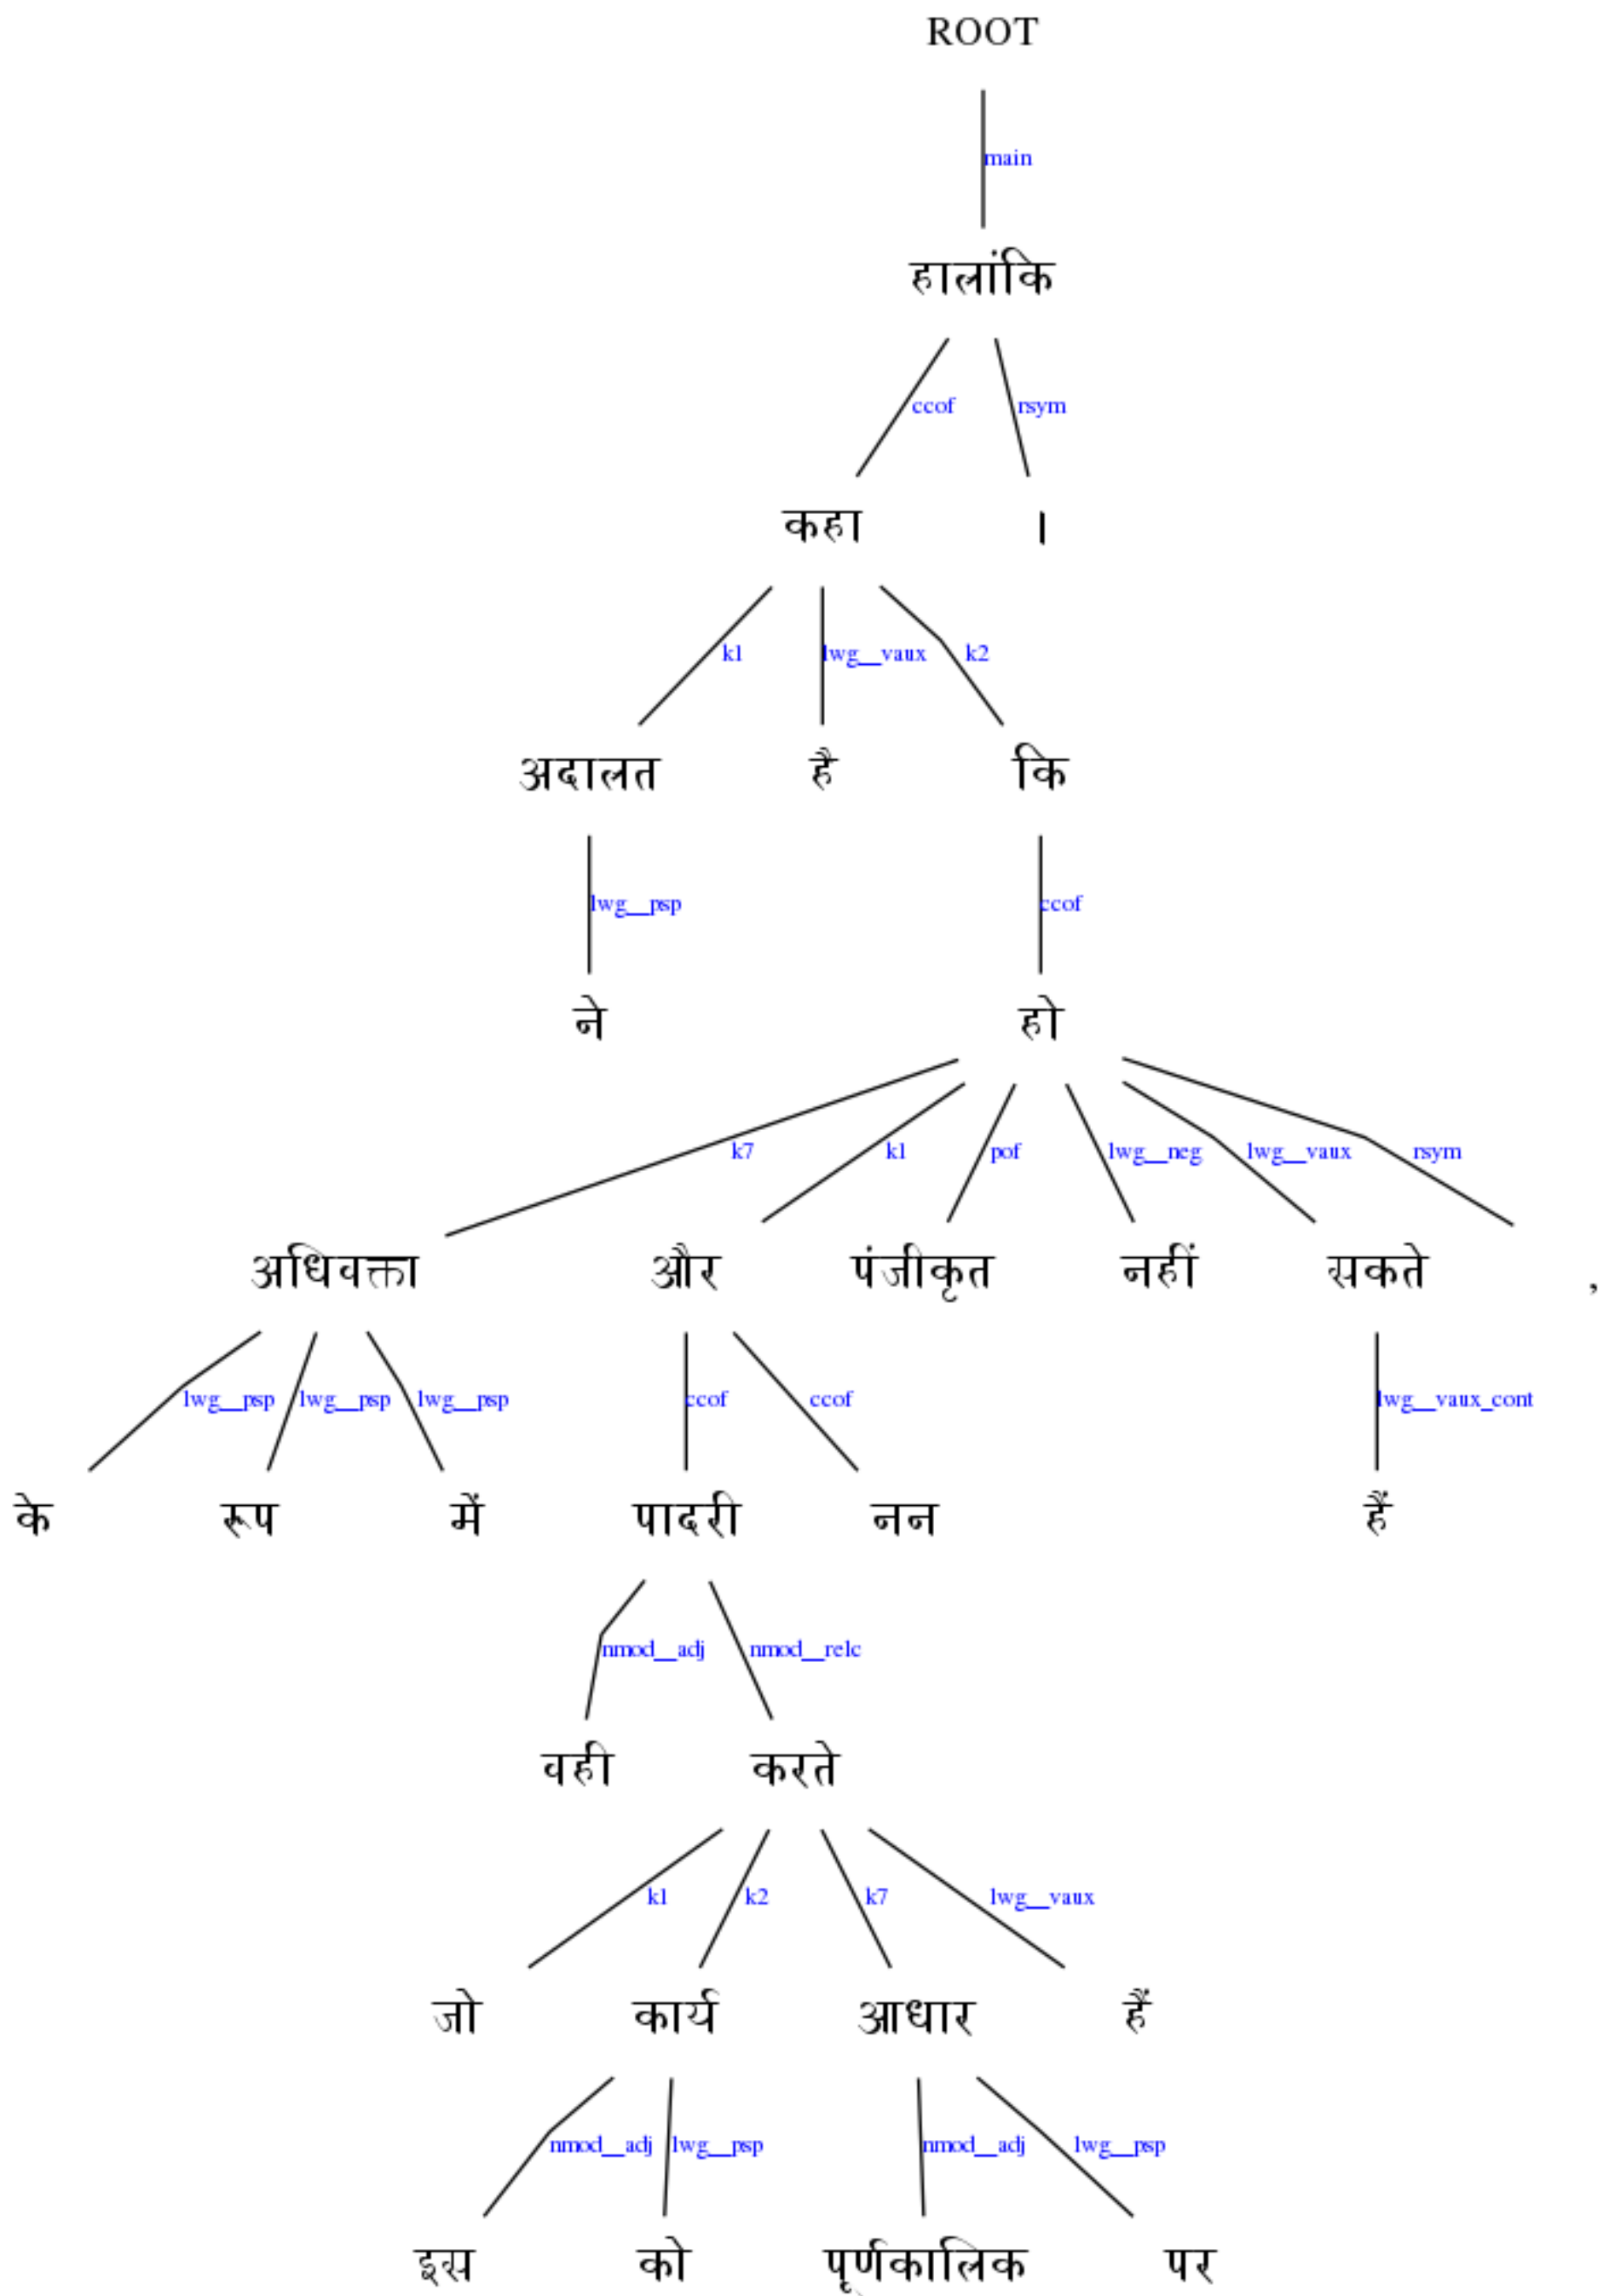 ROOT
main
हालांकि
ccof rsym
कहा ।
k1 lwg__vaux k2
अदालत है कि
lwg__psp ccof
ने हो
k7 k1 pof lwg__neg lwg__vaux rsym
अधिवक्ता और पंजीकृत नहीं सकते ,
lwg__psp lwg__psp lwg__psp ccof ccof lwg__vaux_cont
के रूप में पादरी नन हैं
nmod__adj nmod__relc
वही करते
k1 k2 k7 lwg__vaux
जो कार्य आधार हैं
nmod__adj lwg__psp nmod__adj lwg__psp
इस को पूर्णकालिक पर